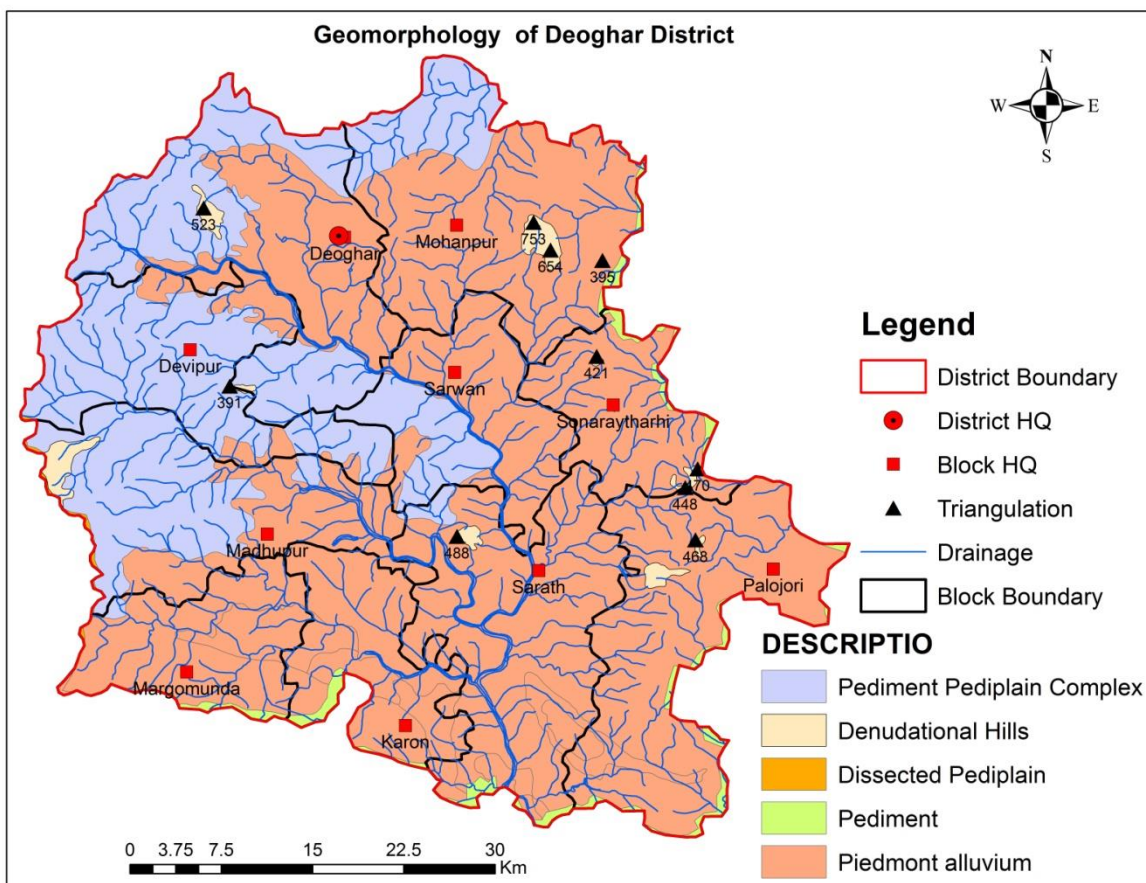 Geomorphology of Deoghar District
N
W
E
S
523
Deoghar
Mohanpur
753
654
395
Devipur
391
Sarwan
421
Sonaraytharhi
448
Madhupur
488
Sarath
468
Palojori
Margomunda
Karon
Legend
District Boundary
District HQ
Block HQ
Triangulation
Drainage
Block Boundary
DESCRIPTIO
Pediment Pediplain Complex
Denudational Hills
Dissected Pediplain
Pediment
Piedmont alluvium
0 3.75 7.5 15 22.5 30
Km